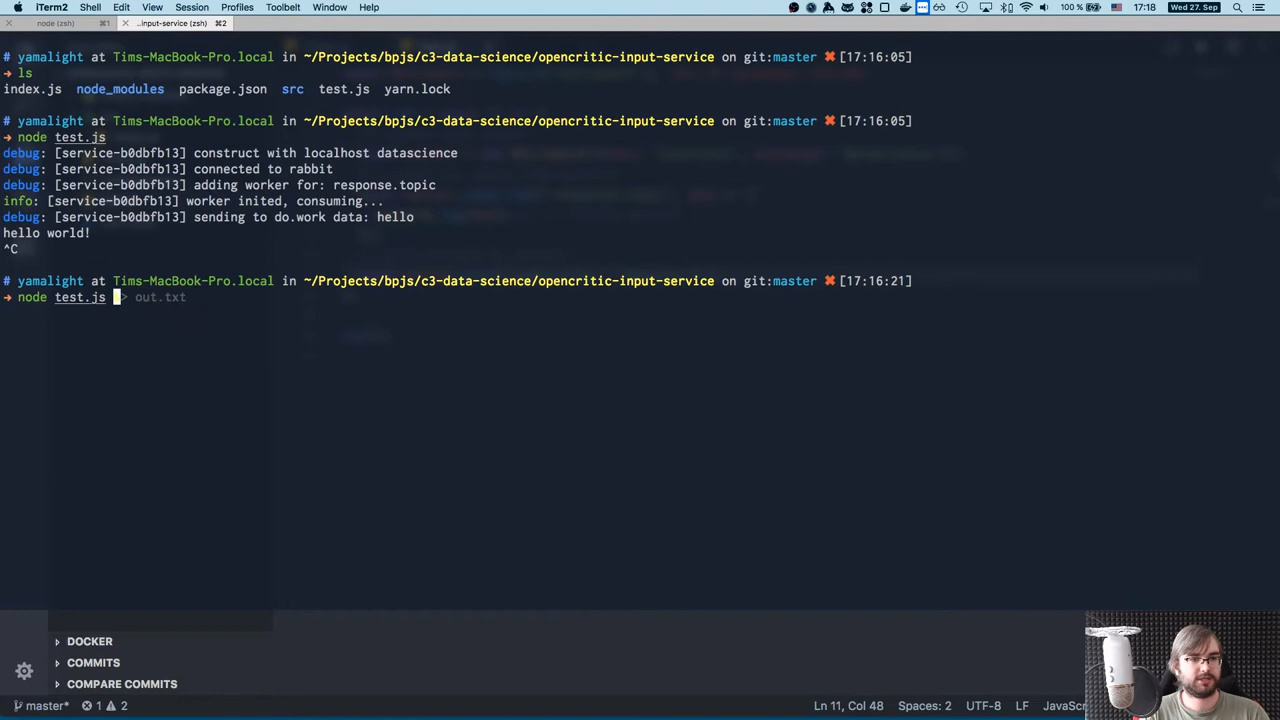 iTerm2 Shell Edit View Session Profiles Toolbelt Window Help 100 % 17:18 Wed 27. Sep
node (zsh) ⌘1 ..input-service (zsh) ⌘2
# yamalight at Tims-MacBook-Pro.local in ~/Projects/bpjs/c3-data-science/opencritic-input-service on git:master ✖ [17:16:05]
➜ ls
index.js node_modules package.json src test.js yarn.lock
# yamalight at Tims-MacBook-Pro.local in ~/Projects/bpjs/c3-data-science/opencritic-input-service on git:master ✖ [17:16:05]
➜ node test.js
debug: [service-b0dbfb13] construct with localhost datascience
debug: [service-b0dbfb13] connected to rabbit
debug: [service-b0dbfb13] adding worker for: response.topic
info: [service-b0dbfb13] worker inited, consuming...
debug: [service-b0dbfb13] sending to do.work data: hello
hello world!
^C
# yamalight at Tims-MacBook-Pro.local in ~/Projects/bpjs/c3-data-science/opencritic-input-service on git:master ✖ [17:16:21]
➜ node test.js > out.txt
DOCKER
COMMITS
COMPARE COMMITS
master* 1 2 Ln 11, Col 48 Spaces: 2 UTF-8 LF